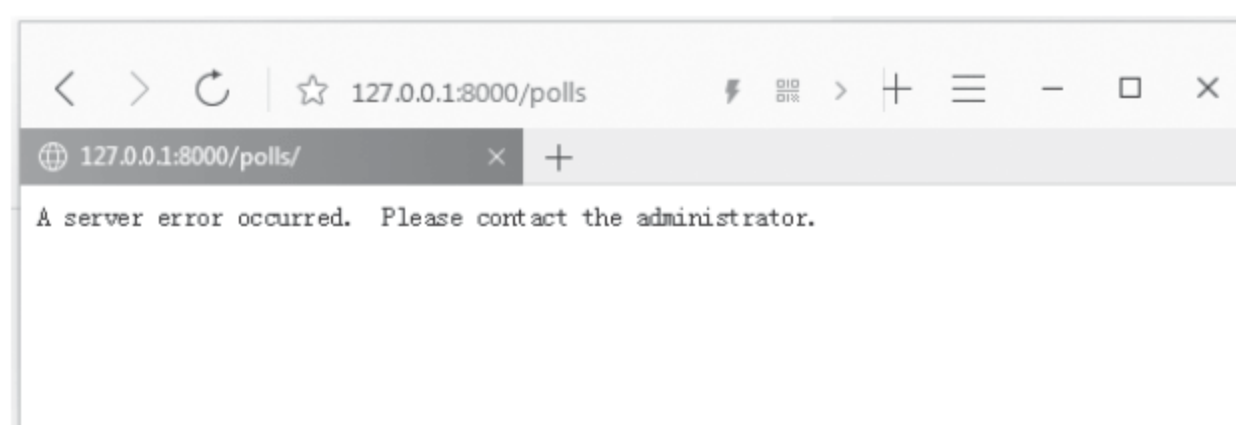 127.0.0.1:8000/polls
127.0.0.1:8000/polls/
A server error occurred.  Please contact the administrator.